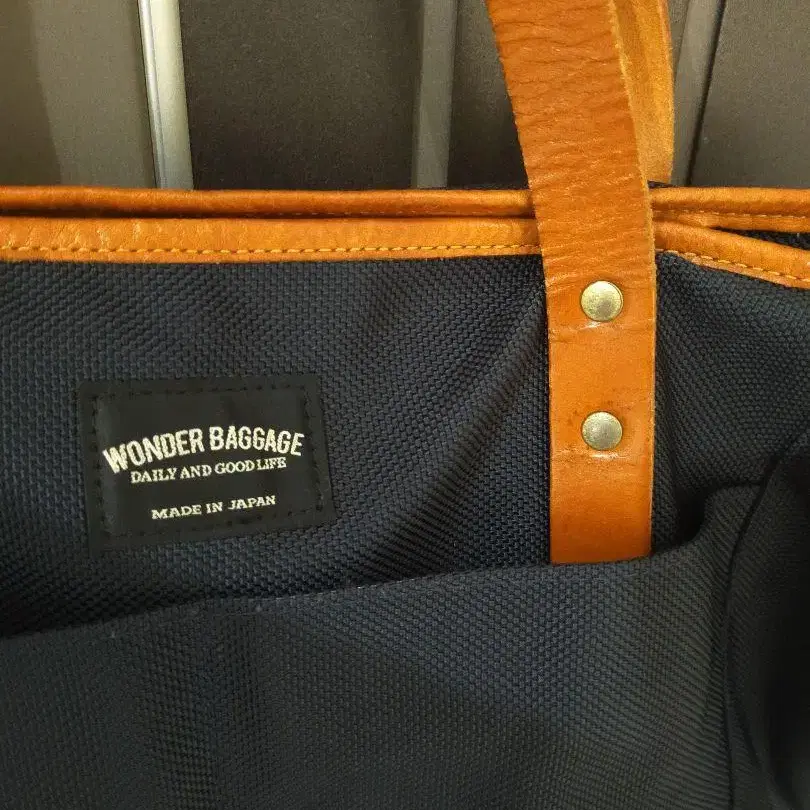 WONDER BAGGAGE
DAILY AND GOOD LIFE
MADE IN JAPAN